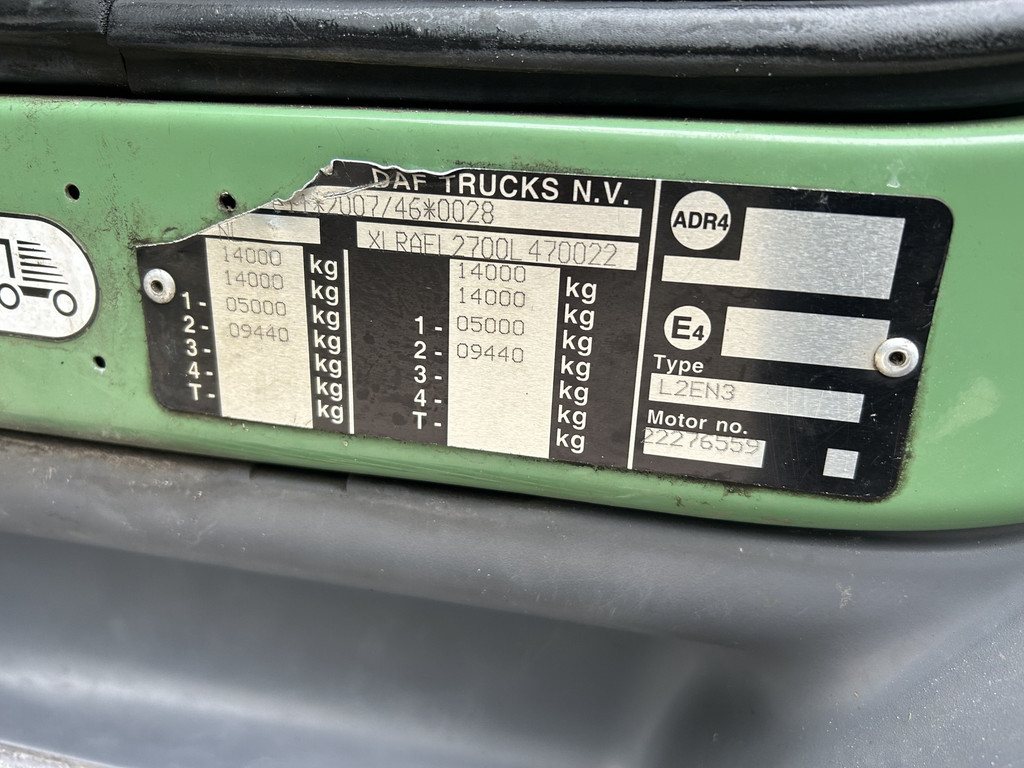 DAF TRUCKS N.V.
*2007/46*0028
NL XLRAEL2700L470022
14000 kg 14000 kg
14000 kg 14000 kg
1- 05000 kg 1- 05000 kg
2- 09440 kg 2- 09440 kg
3- kg 3- kg
4- kg 4- kg
T- kg T- kg
ADR4
E4
Type
L2EN3
Motor no.
22276559